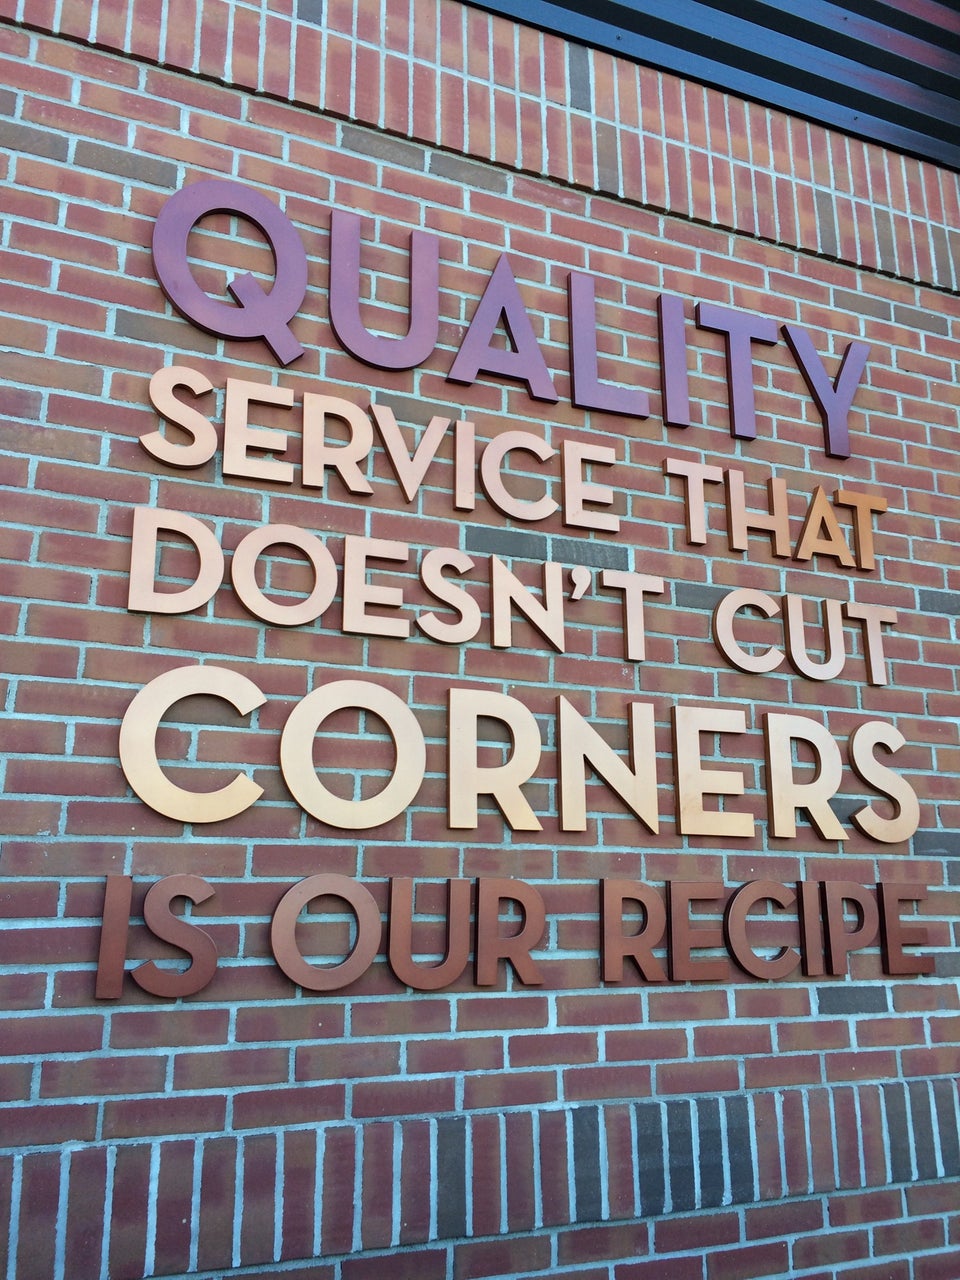 QUALITY
SERVICE THAT
DOESN'T CUT
CORNERS
IS OUR RECIPE